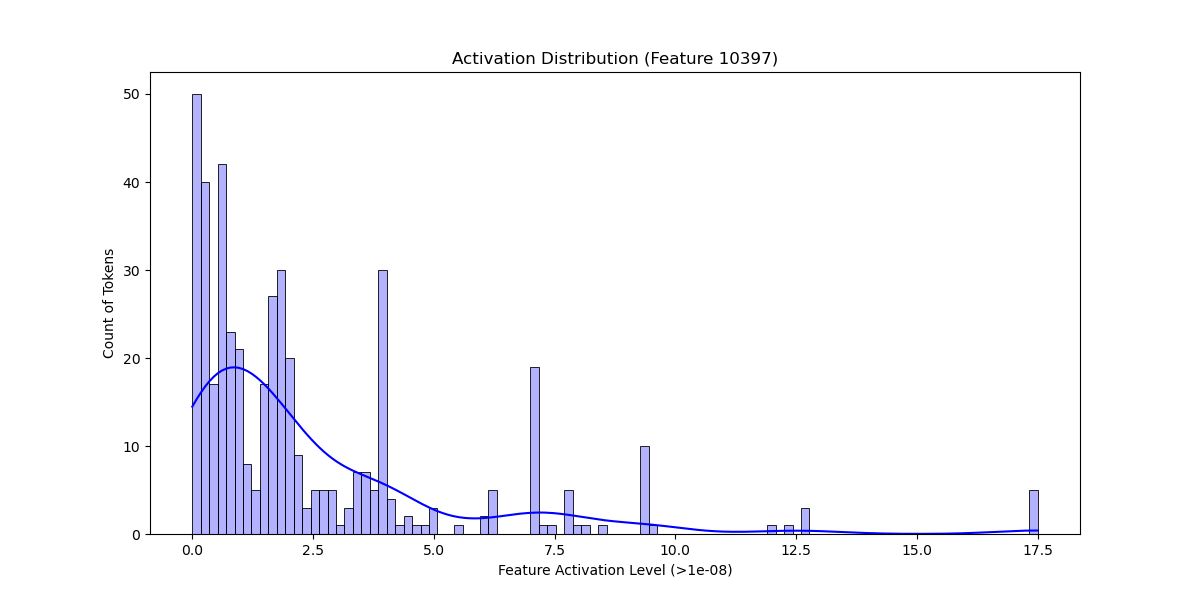 Activation Distribution (Feature 10397)
Count of Tokens
50
40
30
20
10
0
0.0 2.5 5.0 7.5 10.0 12.5 15.0 17.5
Feature Activation Level (>1e-08)